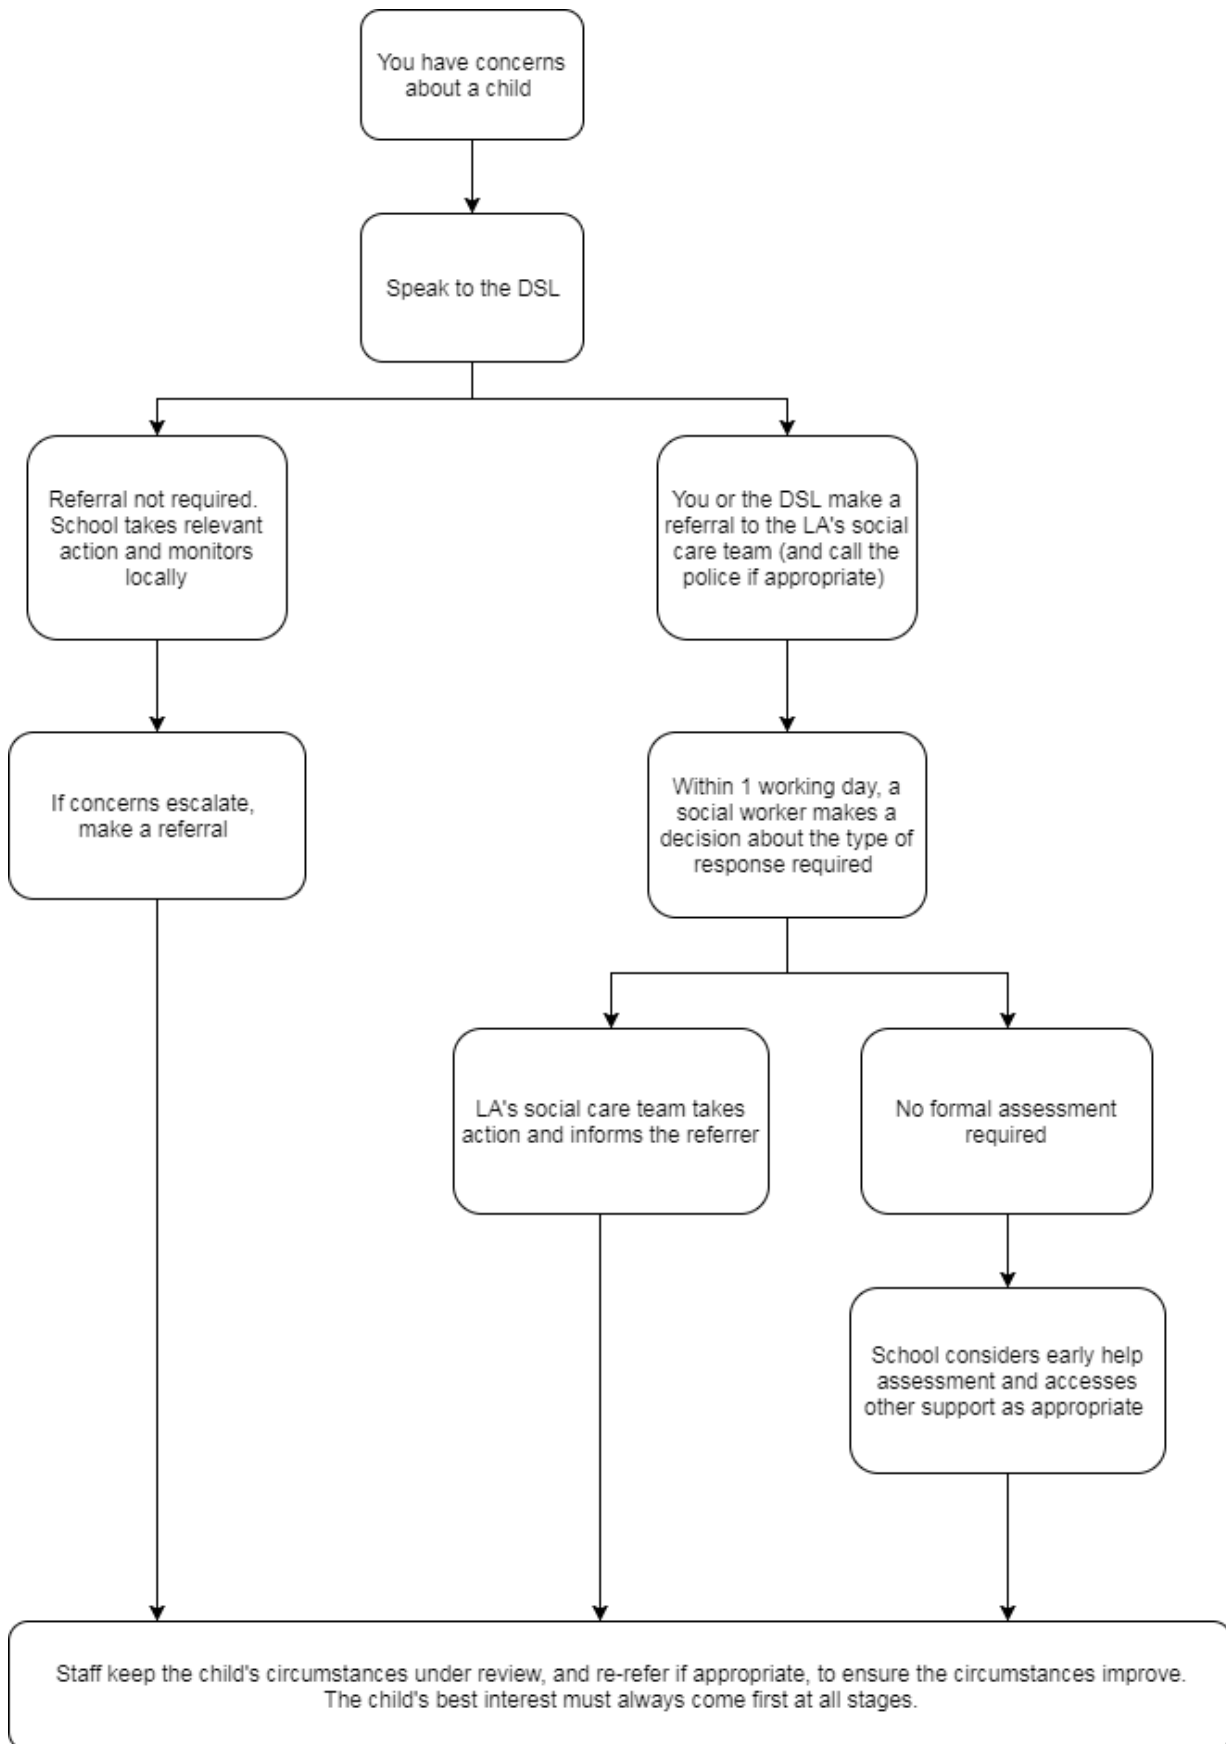 You have concerns
about a child
Speak to the DSL
Referral not required.
School takes relevant
action and monitors
locally
You or the DSL make a
referral to the LA's social
care team (and call the
police if appropriate)
If concerns escalate,
make a referral
Within 1 working day, a
social worker makes a
decision about the type of
response required
LA's social care team takes
action and informs the referrer
No formal assessment
required
School considers early help
assessment and accesses
other support as appropriate
Staff keep the child's circumstances under review, and re-refer if appropriate, to ensure the circumstances improve.
The child's best interest must always come first at all stages.